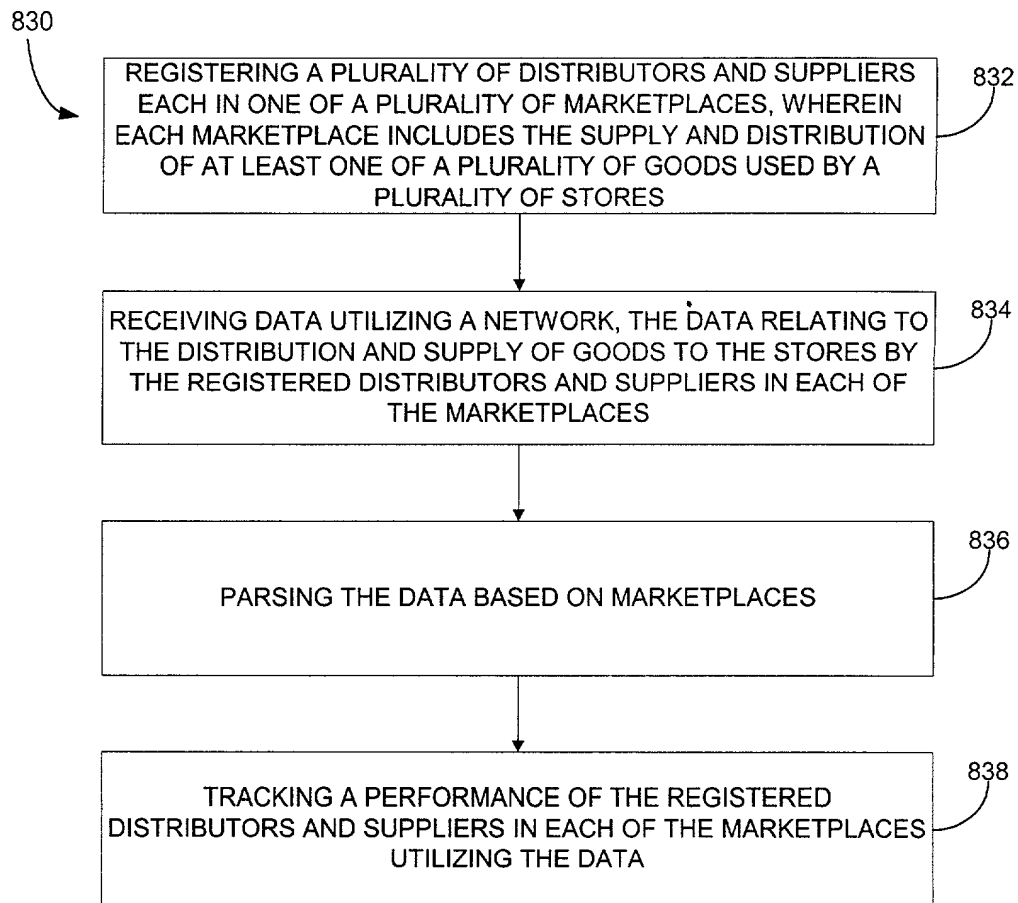 830
REGISTERING A PLURALITY OF DISTRIBUTORS AND SUPPLIERS
EACH IN ONE OF A PLURALITY OF MARKETPLACES, WHEREIN
EACH MARKETPLACE INCLUDES THE SUPPLY AND DISTRIBUTION
OF AT LEAST ONE OF A PLURALITY OF GOODS USED BY A
PLURALITY OF STORES
832
RECEIVING DATA UTILIZING A NETWORK, THE DATA RELATING TO
THE DISTRIBUTION AND SUPPLY OF GOODS TO THE STORES BY
THE REGISTERED DISTRIBUTORS AND SUPPLIERS IN EACH OF
THE MARKETPLACES
834
PARSING THE DATA BASED ON MARKETPLACES
836
TRACKING A PERFORMANCE OF THE REGISTERED
DISTRIBUTORS AND SUPPLIERS IN EACH OF THE MARKETPLACES
UTILIZING THE DATA
838